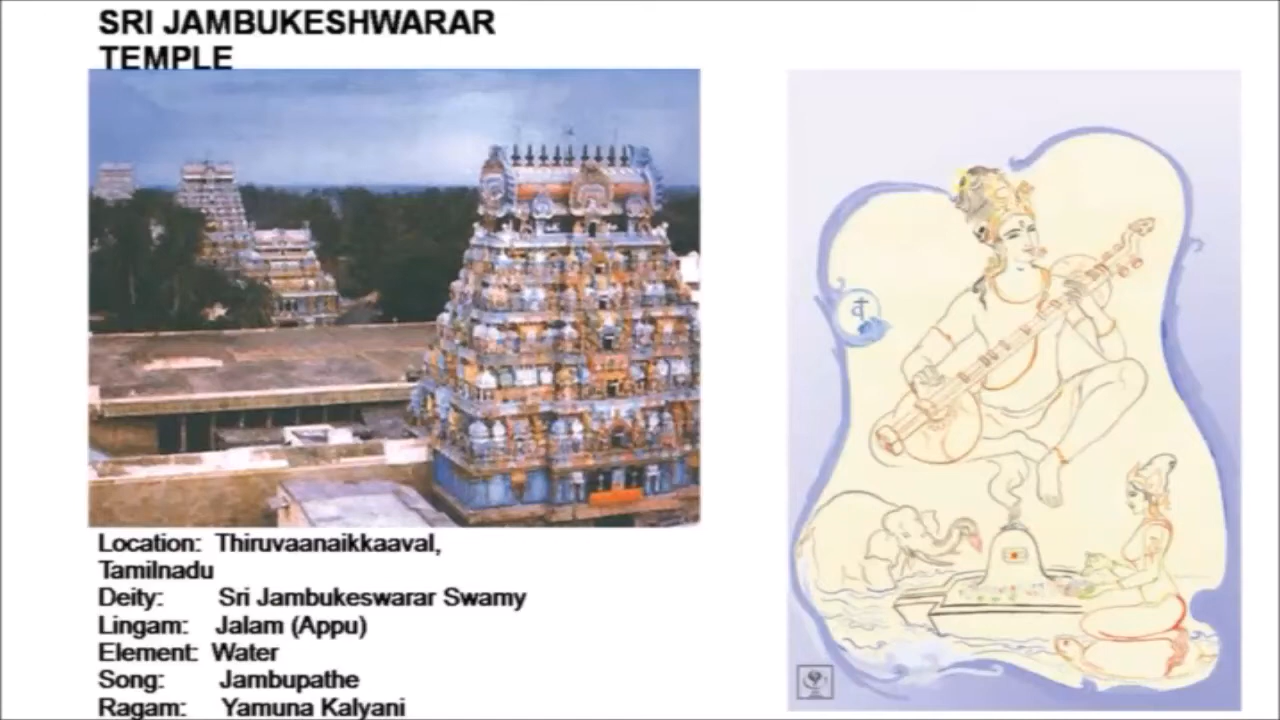 SRI JAMBUKESHWARAR
TEMPLE
Location: Thiruvaanaikkaaval,
Tamilnadu
Deity: Sri Jambukeswarar Swamy
Lingam: Jalam (Appu)
Element: Water
Song: Jambupathe
Ragam: Yamuna Kalyani